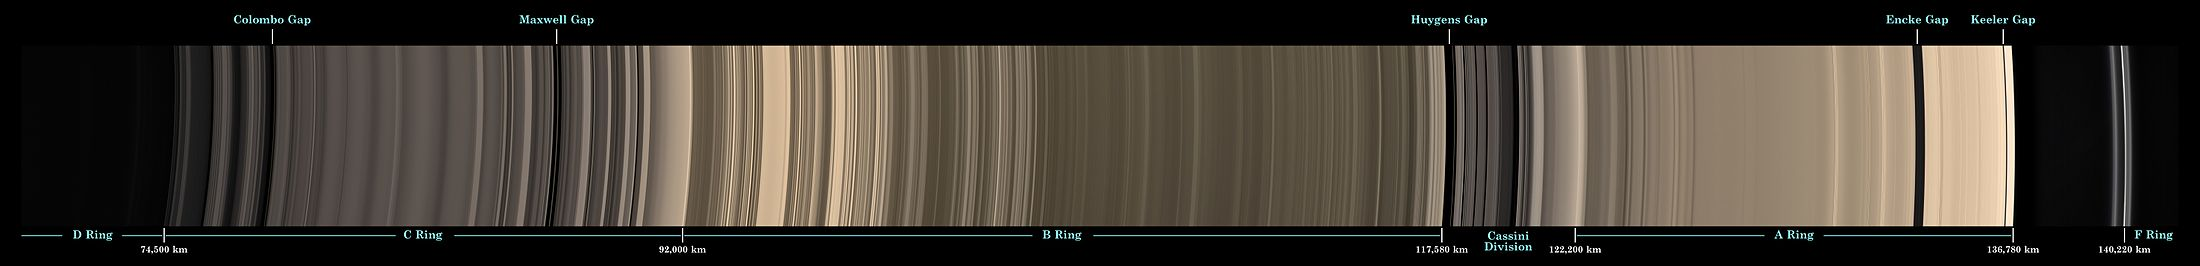 Colombo Gap
Maxwell Gap
Huygens Gap
Encke Gap
Keeler Gap
D Ring
C Ring
B Ring
Cassini
Division
A Ring
F Ring
74,500 km
92,000 km
117,580 km
122,200 km
136,780 km
140,220 km